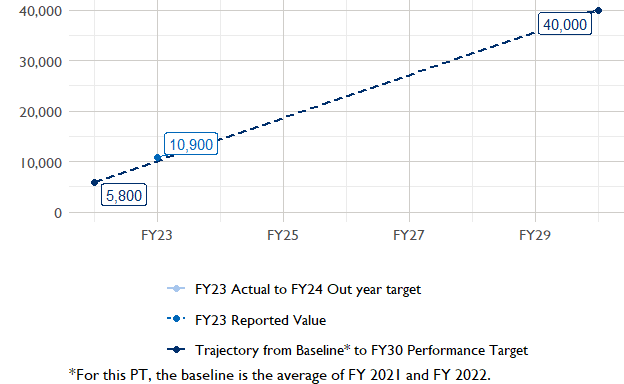 40,000
40,000
30,000
20,000
10,900
10,000
5,800
0
FY23 FY25 FY27 FY29
FY23 Actual to FY24 Out year target
FY23 Reported Value
Trajectory from Baseline* to FY30 Performance Target
*For this PT, the baseline is the average of FY 2021 and FY 2022.